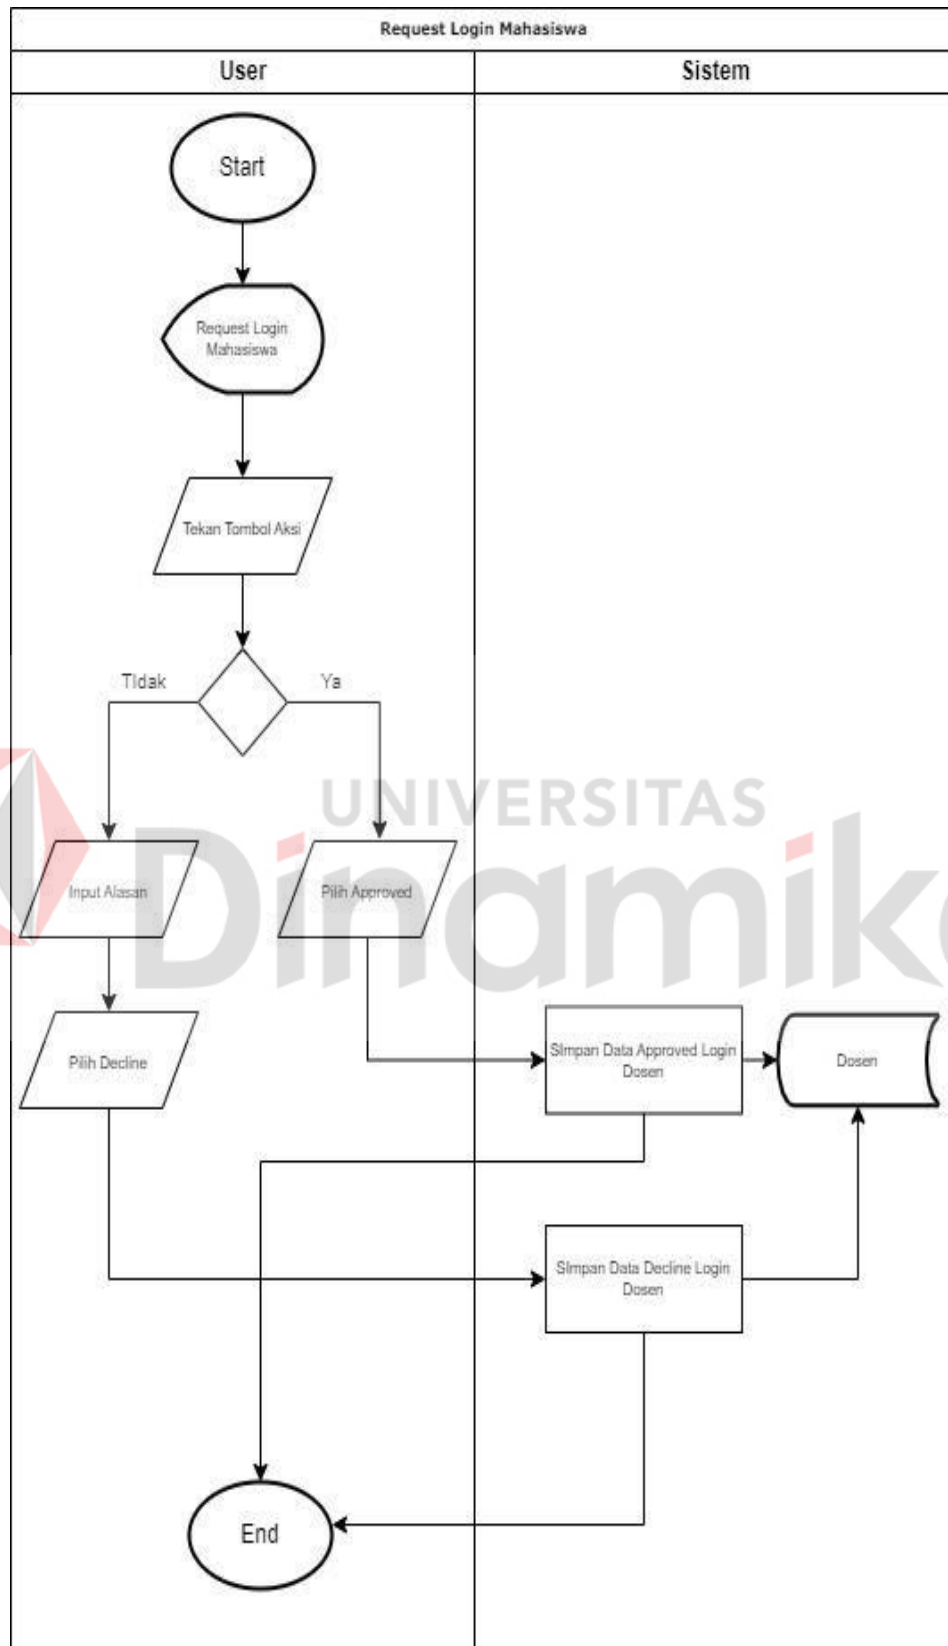 Request Login Mahasiswa
User
Sistem
Start
Request Login
Mahasiswa
Tekan Tombol Aksi
TIdak
Ya
UNIVERSITAS
Dinamika
Input Alasan
Pilih Approved
Pilih Decline
SImpan Data Approved Login
Dosen
Dosen
SImpan Data Decline Login
Dosen
End